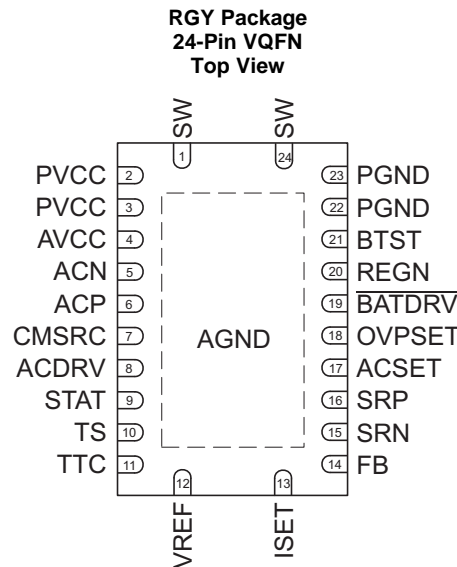 RGY Package
24-Pin VQFN
Top View
SW
SW
1
24
PVCC 2
23 PGND
PVCC 3
22 PGND
AVCC 4
21 BTST
ACN 5
20 REGN
ACP 6
19 BATDRV
CMSRC 7
18 OVPSET
AGND
ACDRV 8
17 ACSET
STAT 9
16 SRP
TS 10
15 SRN
TTC 11
14 FB
12
13
VREF
ISET